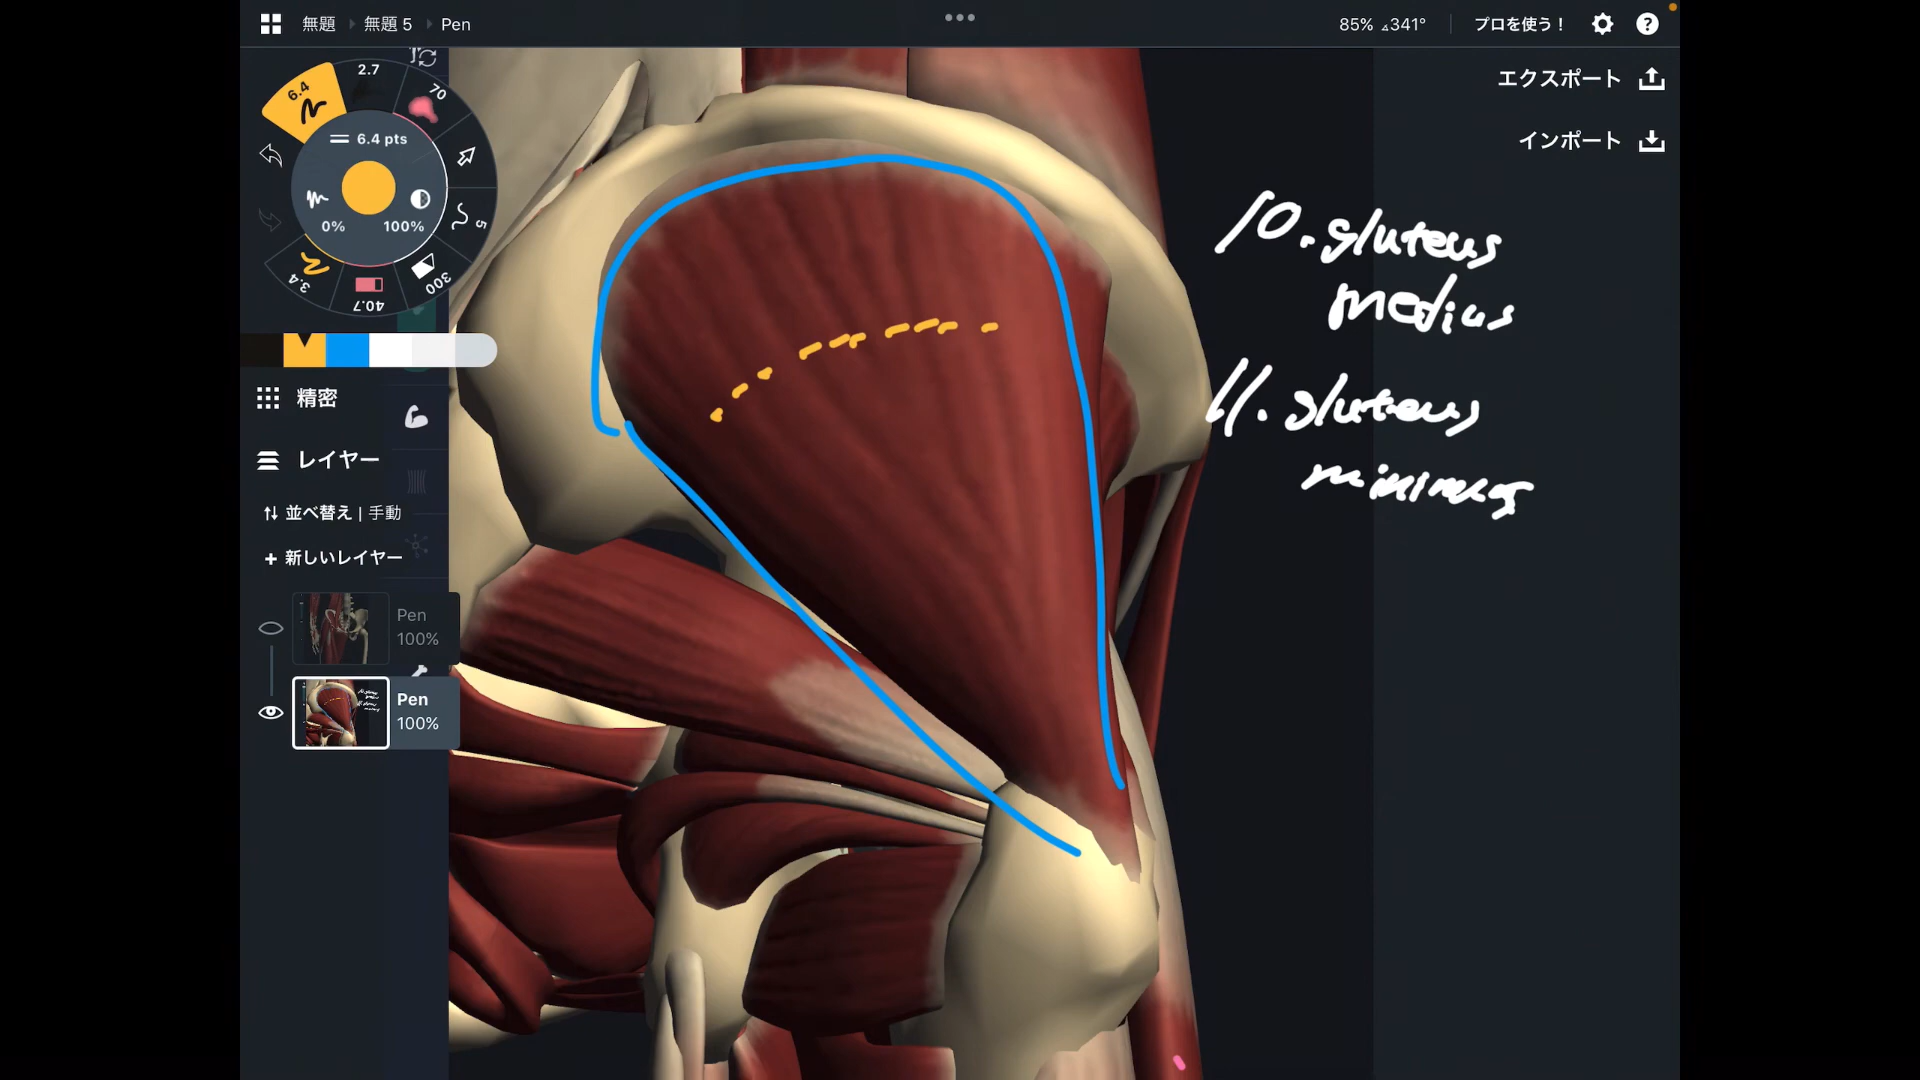 無題 無題 5 Pen
85% ⊿341° プロを使う！
エクスポート
インポート
2.7
6.4
70
6.4 pts
0% 100%
5
3.4
40.7
300
精密
レイヤー
並べ替え | 手動
+ 新しいレイヤー
Pen
100%
Pen
100%
10. gluteus
medius
11. gluteus
minimus